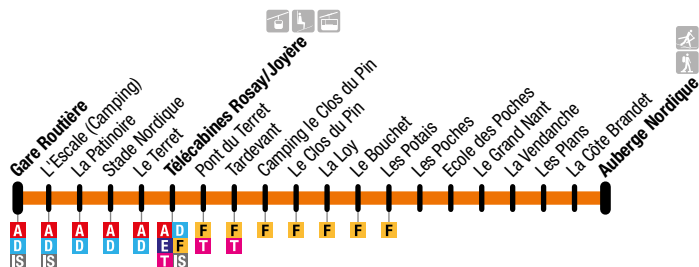 Gare Routière
L'Escale (Camping)
La Patinoire
Stade Nordique
Le Terret
Télécabines Rosay/Joyère
Pont du Terret
Tardevant
Camping le Clos du Pin
Le Clos du Pin
La Loy
Le Bouchet
Les Potais
Les Poches
Ecole des Poches
Le Grand Nant
La Vendanche
Les Plans
La Côte Brandet
Auberge Nordique
A A A A A A D F F F F F F F
D D D D D E F T T
IS IS T S